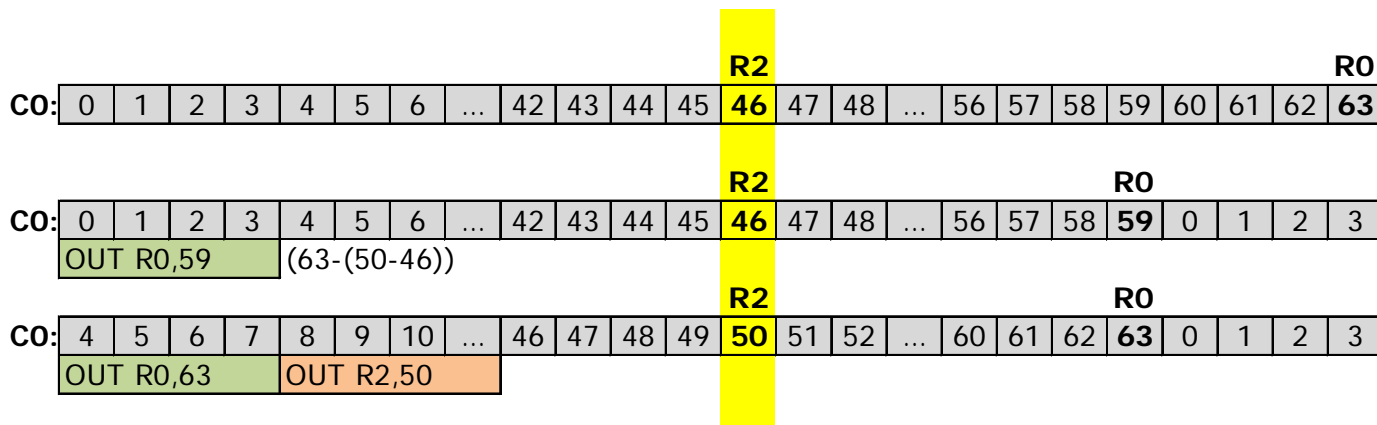 R2 R0
C0: 0 1 2 3 4 5 6 ... 42 43 44 45 46 47 48 ... 56 57 58 59 60 61 62 63
R2 R0
C0: 0 1 2 3 4 5 6 ... 42 43 44 45 46 47 48 ... 56 57 58 59 0 1 2 3
OUT R0,59 (63-(50-46))
R2 R0
C0: 4 5 6 7 8 9 10 ... 46 47 48 49 50 51 52 ... 60 61 62 63 0 1 2 3
OUT R0,63 OUT R2,50